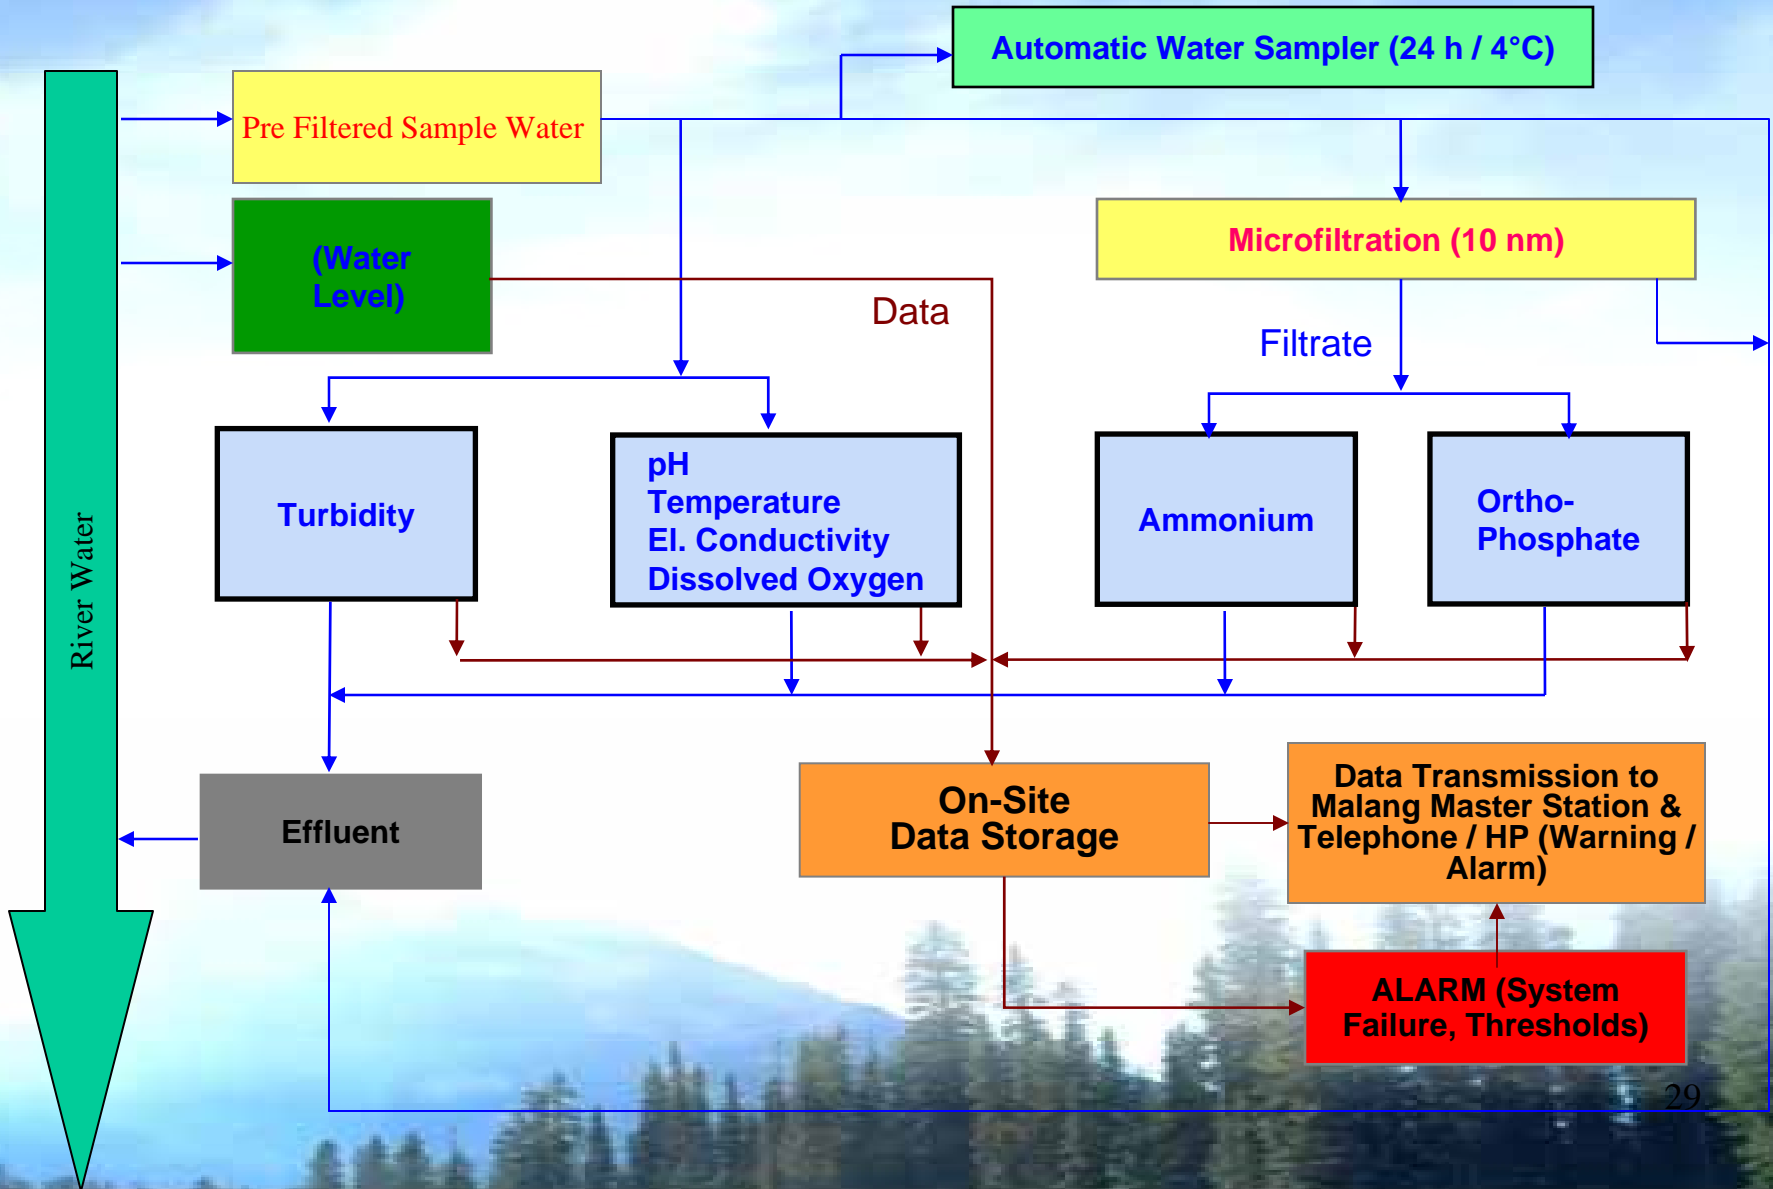 Automatic Water Sampler (24 h / 4°C)
Pre Filtered Sample Water
(Water
Level)
Microfiltration (10 nm)
Data
Filtrate
River Water
Turbidity
pH
Temperature
El. Conductivity
Dissolved Oxygen
Ammonium
Ortho-
Phosphate
Effluent
On-Site
Data Storage
Data Transmission to
Malang Master Station &
Telephone / HP (Warning /
Alarm)
ALARM (System
Failure, Thresholds)
29